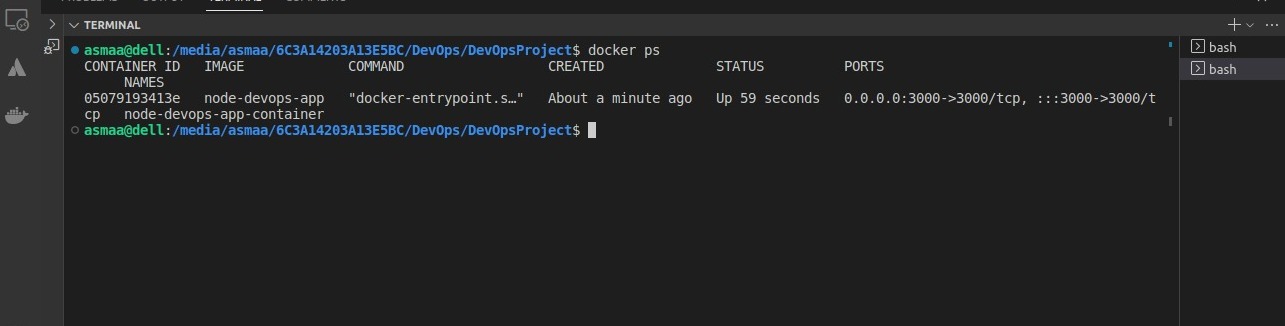 TERMINAL
asmaa@dell:/media/asmaa/6C3A14203A13E5BC/DevOps/DevOpsProject$ docker ps
CONTAINER ID   IMAGE             COMMAND                  CREATED              STATUS          PORTS
     NAMES
05079193413e   node-devops-app   "docker-entrypoint.s…"   About a minute ago   Up 59 seconds   0.0.0.0:3000->3000/tcp, :::3000->3000/t
cp   node-devops-app-container
asmaa@dell:/media/asmaa/6C3A14203A13E5BC/DevOps/DevOpsProject$
bash
bash